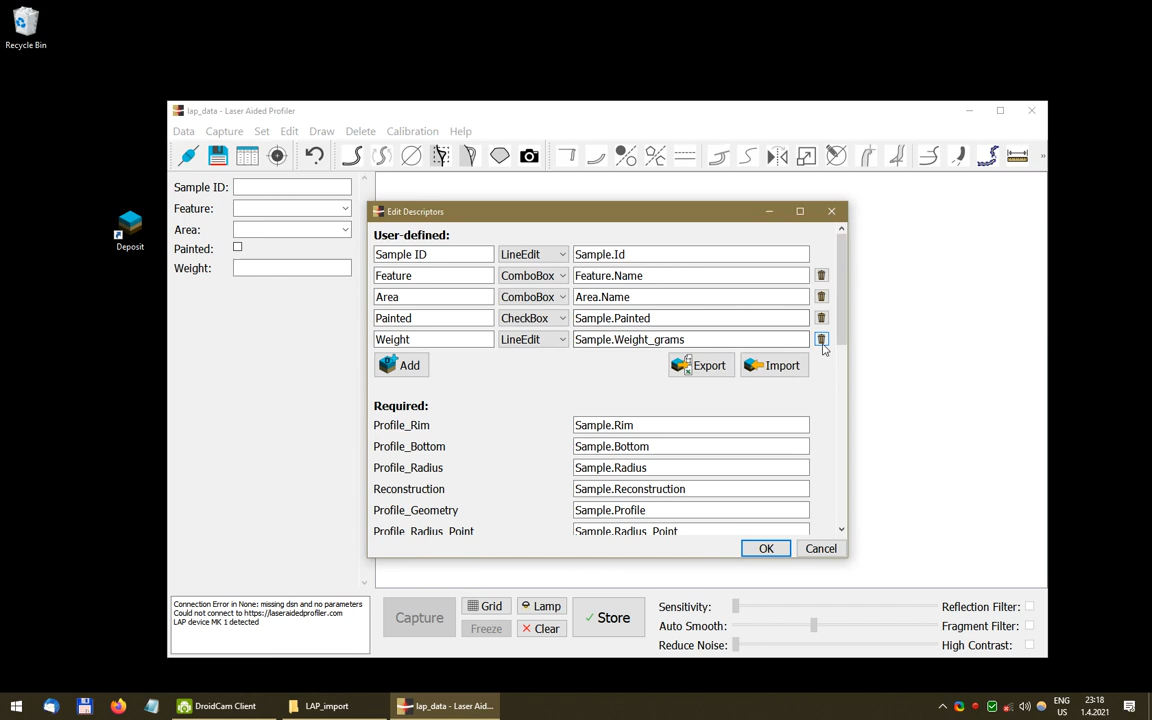 Recycle Bin
Deposit
lap_data - Laser Aided Profiler
Data Capture Set Edit Draw Delete Calibration Help
»
Sample ID:
Feature:
Area:
Painted:
Weight:
Edit Descriptors
User-defined:
Sample ID LineEdit Sample.Id
Feature ComboBox Feature.Name
Area ComboBox Area.Name
Painted CheckBox Sample.Painted
Weight LineEdit Sample.Weight_grams
Add Export Import
Required:
Profile_Rim Sample.Rim
Profile_Bottom Sample.Bottom
Profile_Radius Sample.Radius
Reconstruction Sample.Reconstruction
Profile_Geometry Sample.Profile
Profile_Radius_Point Sample.Radius_Point
OK Cancel
Connection Error in None: missing dsn and no parameters
Could not connect to https://laseraidedprofiler.com
LAP device MK 1 detected
Capture
Grid Lamp
Freeze Clear
Store
Sensitivity: Reflection Filter:
Auto Smooth: Fragment Filter:
Reduce Noise: High Contrast:
DroidCam Client
LAP_import
lap_data - Laser Aid...
ENG
US
23:18
1.4.2021